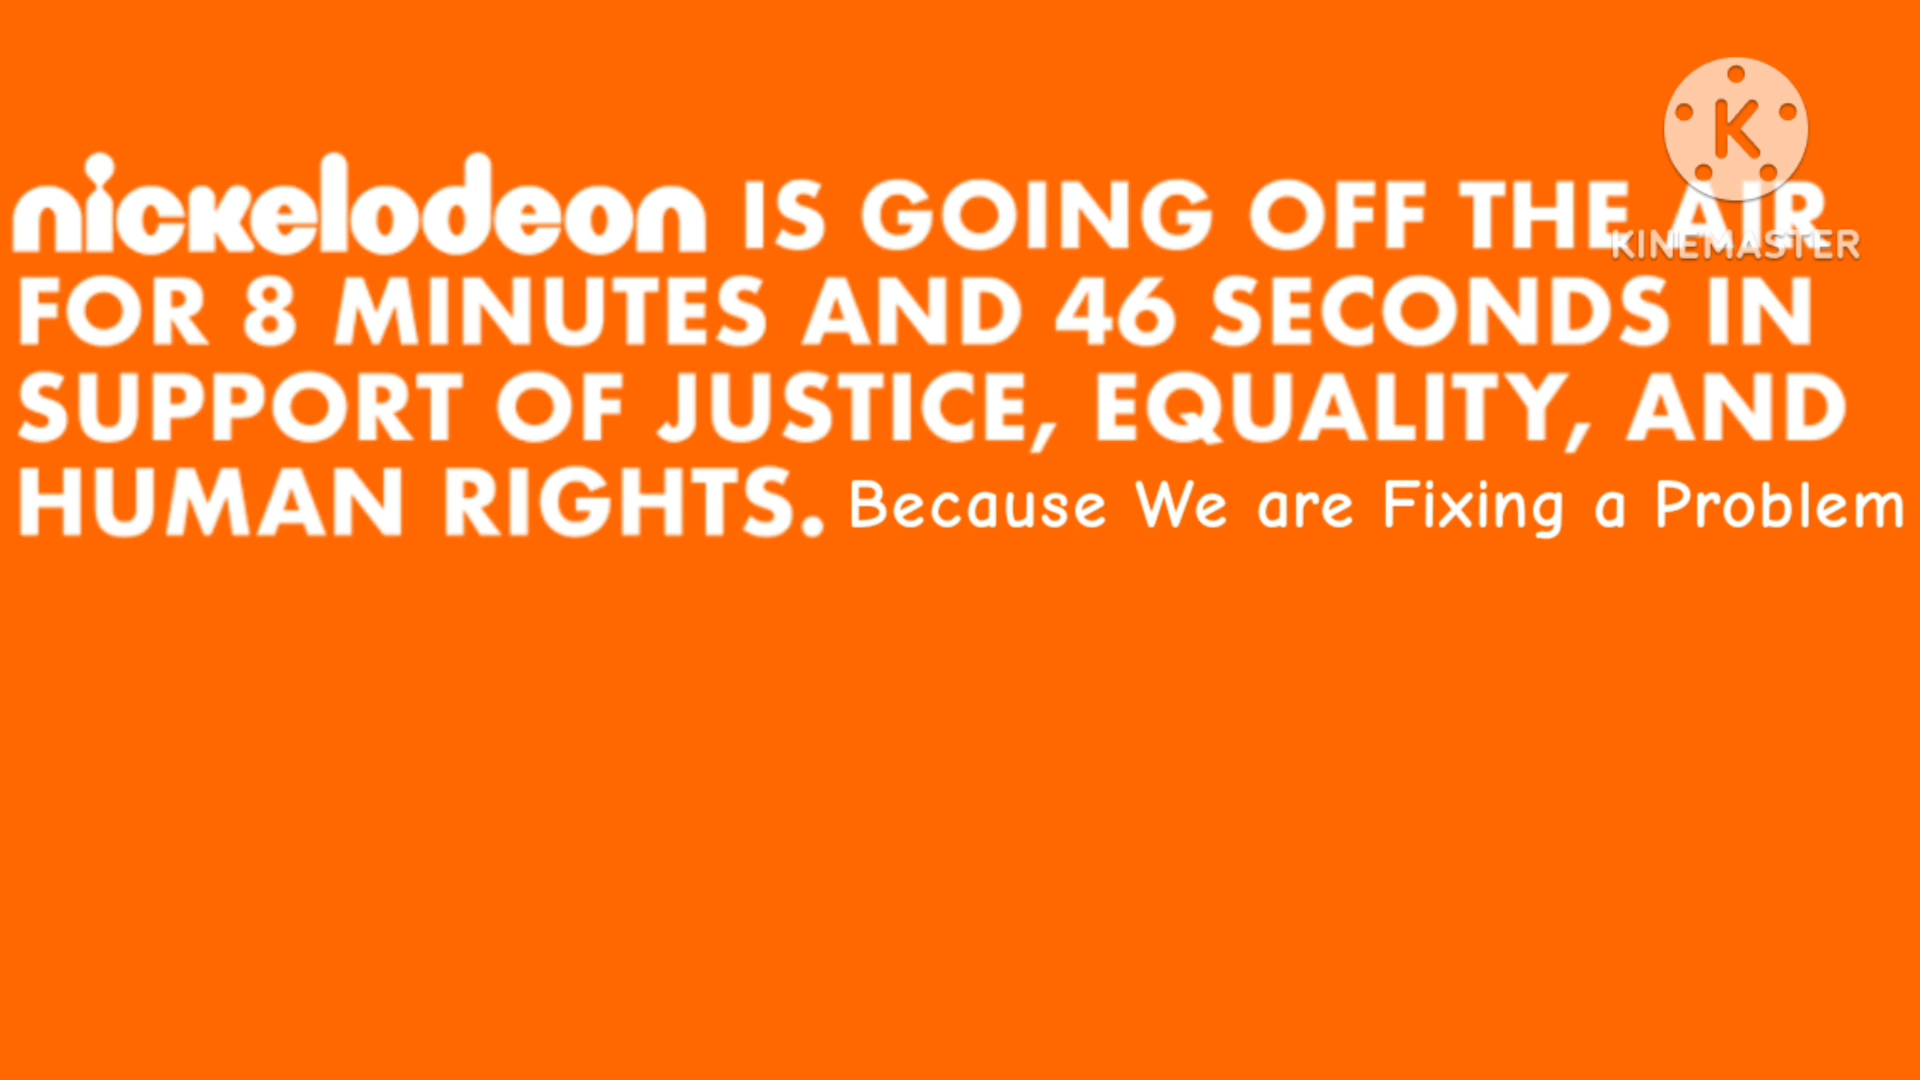 nickelodeon IS GOING OFF THE AIR
FOR 8 MINUTES AND 46 SECONDS IN
SUPPORT OF JUSTICE, EQUALITY, AND
HUMAN RIGHTS. Because We are Fixing a Problem
K
KINEMASTER